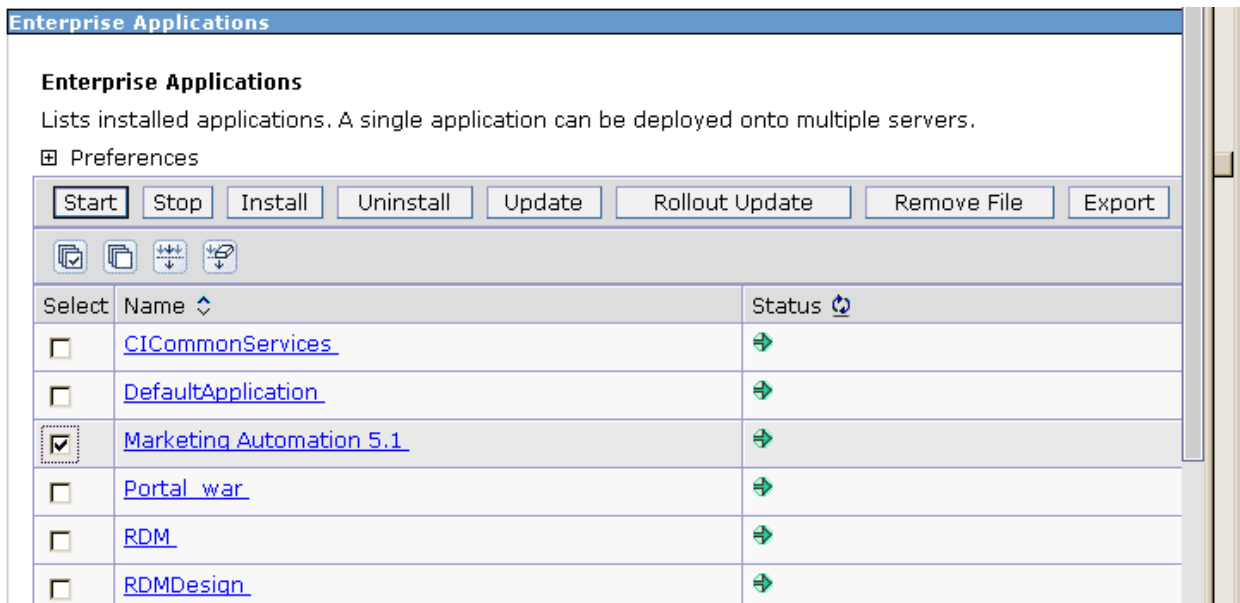 Enterprise Applications
Enterprise Applications
Lists installed applications. A single application can be deployed onto multiple servers.
Preferences
Start Stop Install Uninstall Update Rollout Update Remove File Export
Select Name Status
CICommonServices
DefaultApplication
Marketing Automation 5.1
Portal_war
RDM
RDMDesign